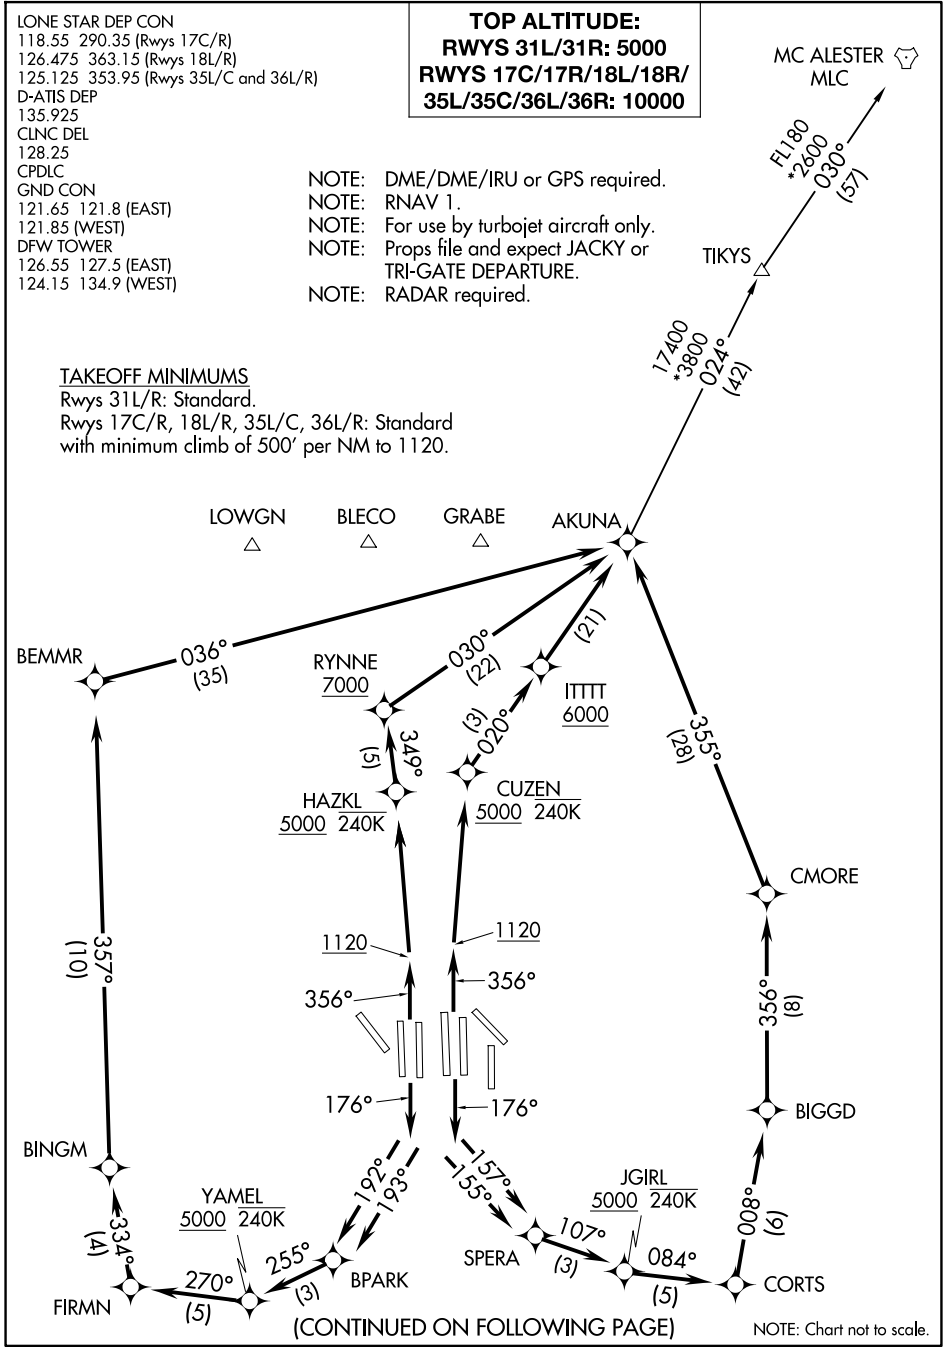 LONE STAR DEP CON
118.55 290.35 (Rwys 17C/R)
126.475 363.15 (Rwys 18L/R)
125.125 353.95 (Rwys 35L/C and 36L/R)
D-ATIS DEP
135.925
CLNC DEL
128.25
CPDLC
GND CON
121.65 121.8 (EAST)
121.85 (WEST)
DFW TOWER
126.55 127.5 (EAST)
124.15 134.9 (WEST)
TOP ALTITUDE:
RWYS 31L/31R: 5000
RWYS 17C/17R/18L/18R/
35L/35C/36L/36R: 10000
MC ALESTER
MLC
FL180
*2600
030°
(57)
NOTE: DME/DME/IRU or GPS required.
NOTE: RNAV 1.
NOTE: For use by turbojet aircraft only.
NOTE: Props file and expect JACKY or
TRI-GATE DEPARTURE.
NOTE: RADAR required.
TIKYS
17400
*3800
024°
(42)
TAKEOFF MINIMUMS
Rwys 31L/R: Standard.
Rwys 17C/R, 18L/R, 35L/C, 36L/R: Standard
with minimum climb of 500' per NM to 1120.
LOWGN
BLECO
GRABE
AKUNA
BEMMR
036°
(35)
RYNNE
7000
030°
(22)
(21)
ITTTT
6000
(3)
020°
349°
(5)
HAZKL
5000 240K
CUZEN
5000 240K
355°
(28)
CMORE
357°
(10)
1120
1120
356°
356°
356°
(8)
176°
176°
BIGGD
BINGM
192°
193°
157°
155°
YAMEL
5000 240K
JGIRL
5000 240K
334°
(4)
255°
(3)
BPARK
SPERA
107°
(3)
084°
(5)
008°
(6)
CORTS
FIRMN
270°
(5)
(CONTINUED ON FOLLOWING PAGE)
NOTE: Chart not to scale.